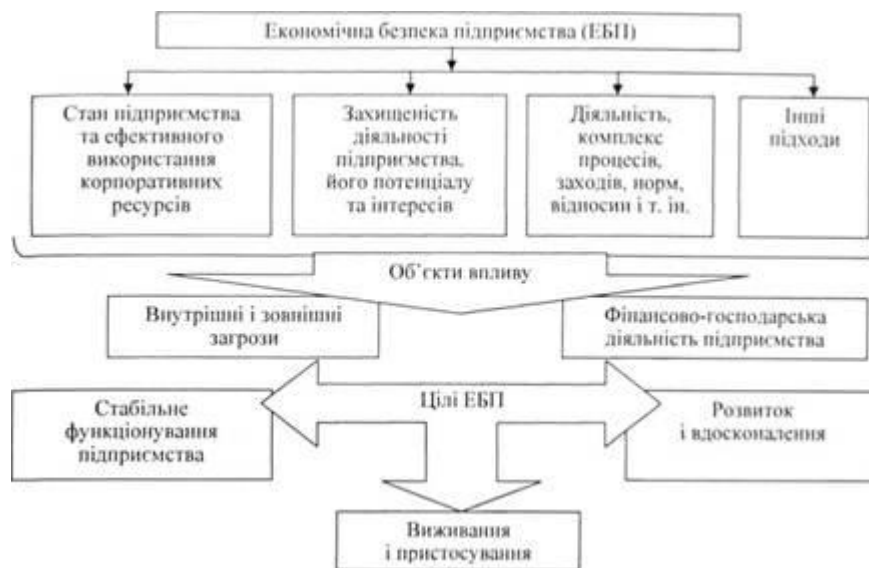 Економічна безпека підприємства (ЕБП)
Стан підприємства
та ефективного
використання
корпоративних
ресурсів
Захищеність
діяльності
підприємства,
його потенціалу
та інтересів
Діяльність,
комплекс
процесів,
заходів, норм,
відносин і т. ін.
Інші
підходи
Об’єкти впливу
Внутрішні і зовнішні
загрози
Фінансово-господарська
діяльність підприємства
Цілі ЕБП
Стабільне
функціонування
підприємства
Розвиток
і вдосконалення
Виживання
і пристосування